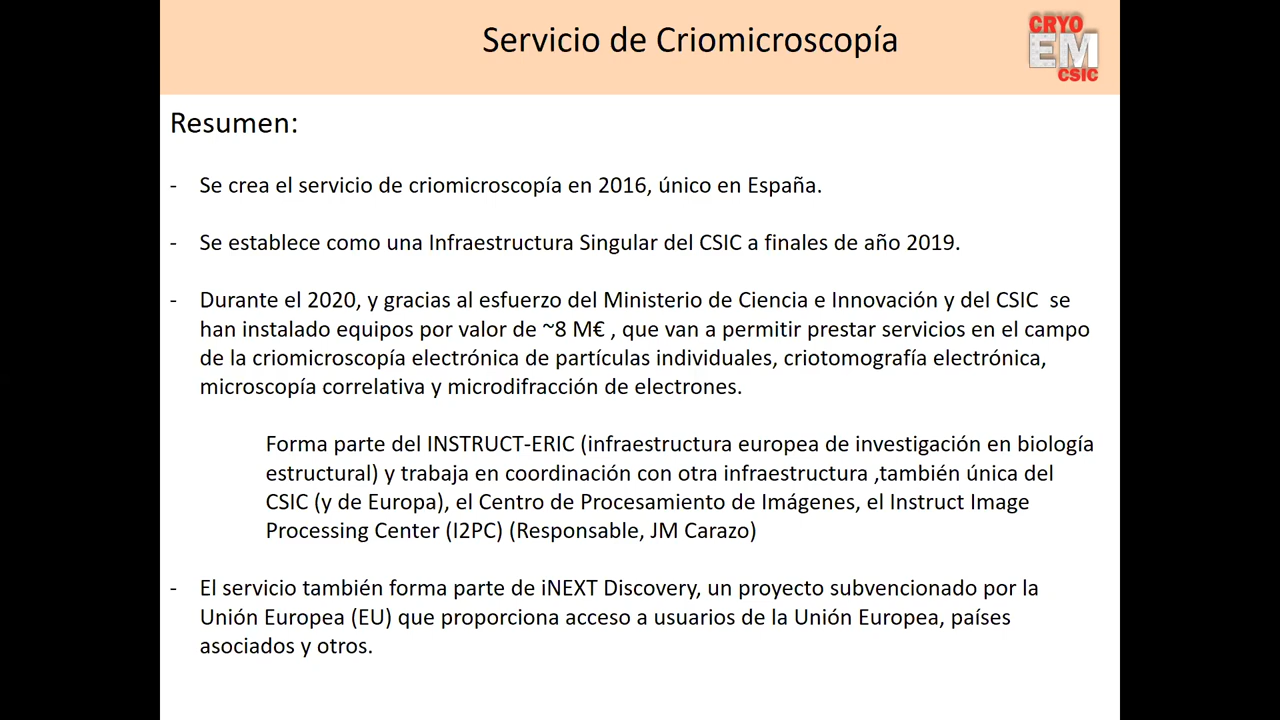 Servicio de Criomicroscopía
CRYO
EM
CSIC
Resumen:
- Se crea el servicio de criomicroscopía en 2016, único en España.
- Se establece como una Infraestructura Singular del CSIC a finales de año 2019.
- Durante el 2020, y gracias al esfuerzo del Ministerio de Ciencia e Innovación y del CSIC  se
han instalado equipos por valor de ~8 M€ , que van a permitir prestar servicios en el campo
de la criomicroscopía electrónica de partículas individuales, criotomografía electrónica,
microscopía correlativa y microdifracción de electrones.
Forma parte del INSTRUCT-ERIC (infraestructura europea de investigación en biología
estructural) y trabaja en coordinación con otra infraestructura ,también única del
CSIC (y de Europa), el Centro de Procesamiento de Imágenes, el Instruct Image
Processing Center (I2PC) (Responsable, JM Carazo)
- El servicio también forma parte de iNEXT Discovery, un proyecto subvencionado por la
Unión Europea (EU) que proporciona acceso a usuarios de la Unión Europea, países
asociados y otros.